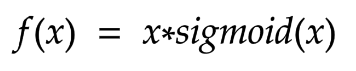 f(x) = x*sigmoid(x)